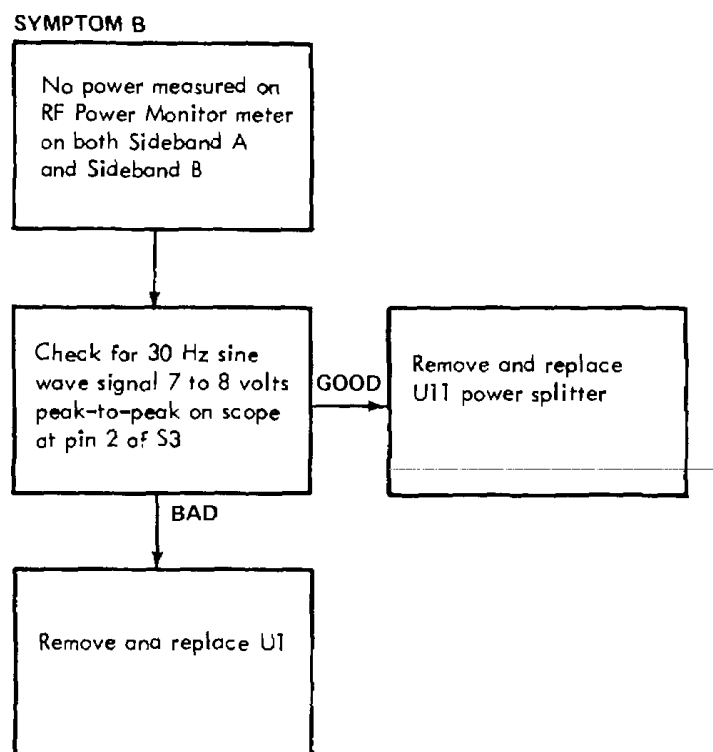 SYMPTOM B
No power measured on
RF Power Monitor meter
on both Sideband A
and Sideband B
Check for 30 Hz sine
wave signal 7 to 8 volts
peak-to-peak on scope
at pin 2 of S3
GOOD
Remove and replace
U11 power splitter
BAD
Remove and replace U1